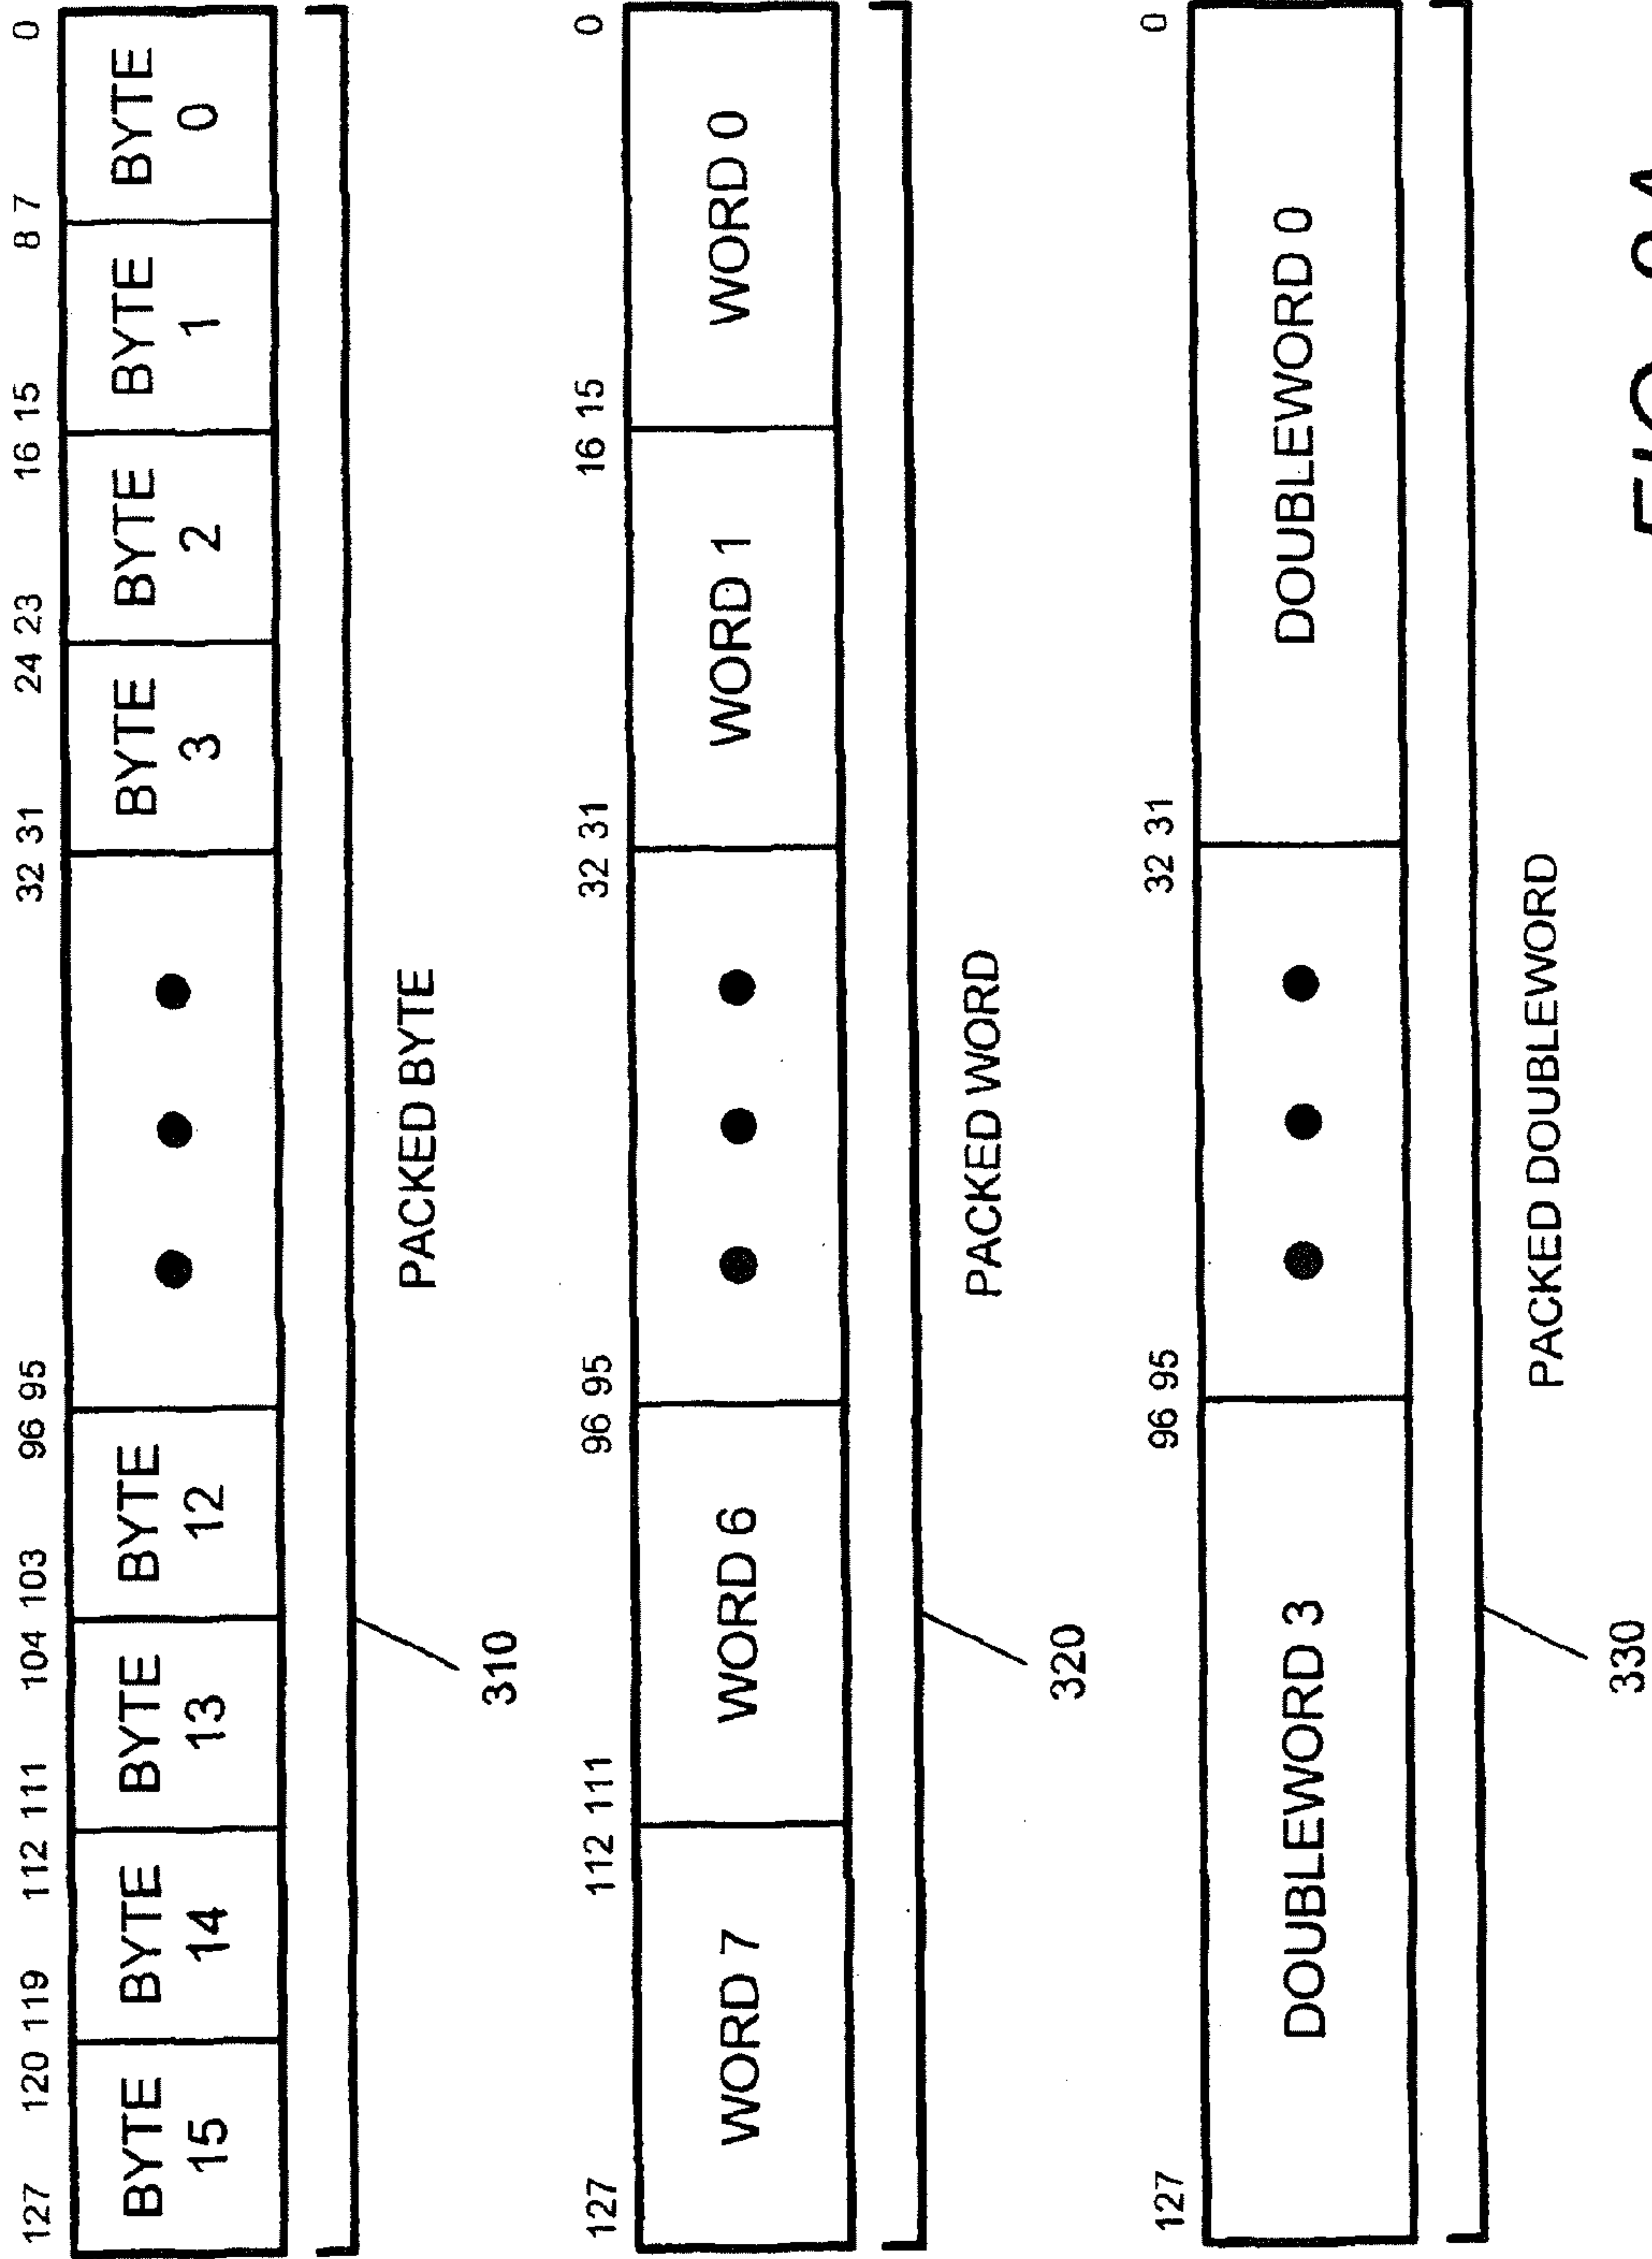 127 120 119 112 111 104 103 96 95 32 31 24 23 16 15 8 7 0
BYTE 15 BYTE 14 BYTE 13 BYTE 12 BYTE 3 BYTE 2 BYTE 1 BYTE 0
310
PACKED BYTE
127 112 111 96 95 32 31 16 15 0
WORD 7 WORD 6 WORD 1 WORD 0
320
PACKED WORD
127 96 95 32 31 0
DOUBLEWORD 3 DOUBLEWORD 0
330
PACKED DOUBLEWORD